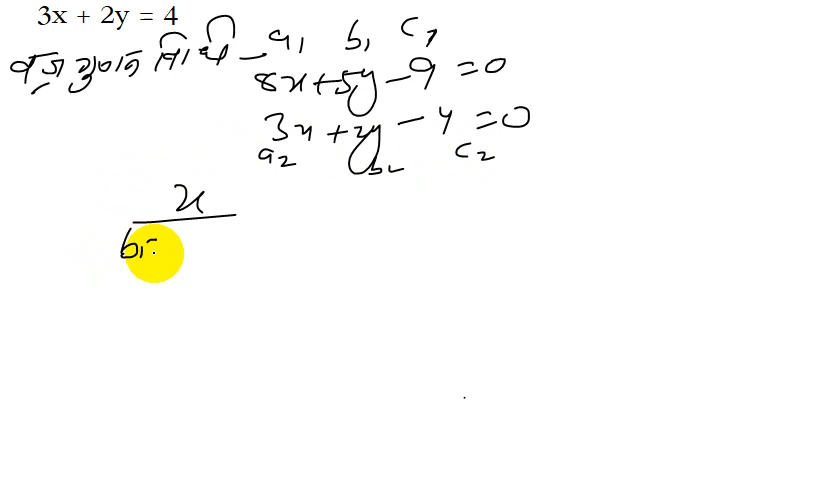 3x + 2y = 4
বজ্র গুণন বিধি – a₁ b₁ c₁
8x + 5y – 9 = 0
3x + 2y – 4 = 0
a₂ b₂ c₂
x
b₁